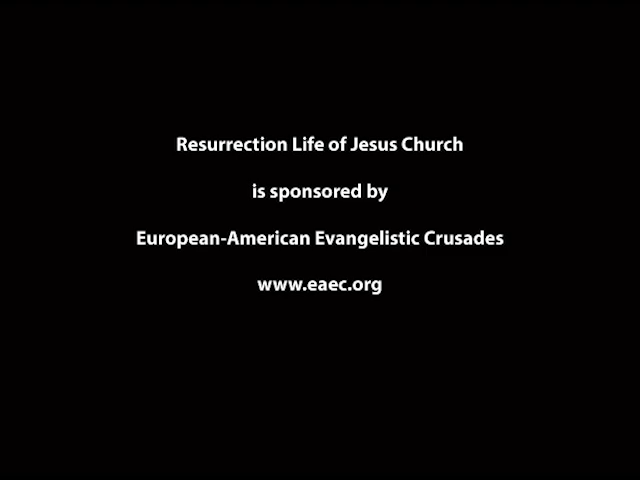 Resurrection Life of Jesus Church
is sponsored by
European-American Evangelistic Crusades
www.eaec.org